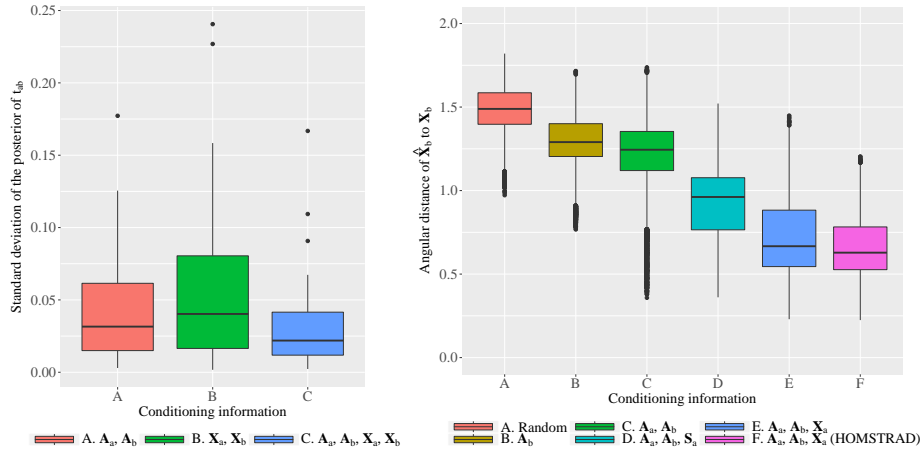 Standard deviation of the posterior of t_ab
0.25
0.20
0.15
0.10
0.05
0.00
A B C
Conditioning information
A. A_a, A_b B. X_a, X_b C. A_a, A_b, X_a, X_b
Angular distance of X̂_b to X_b
2.0
1.5
1.0
0.5
0.0
A B C D E F
Conditioning information
A. Random C. A_a, A_b E. A_a, A_b, X_a
B. A_b D. A_a, A_b, S_a F. A_a, A_b, X_a (HOMSTRAD)